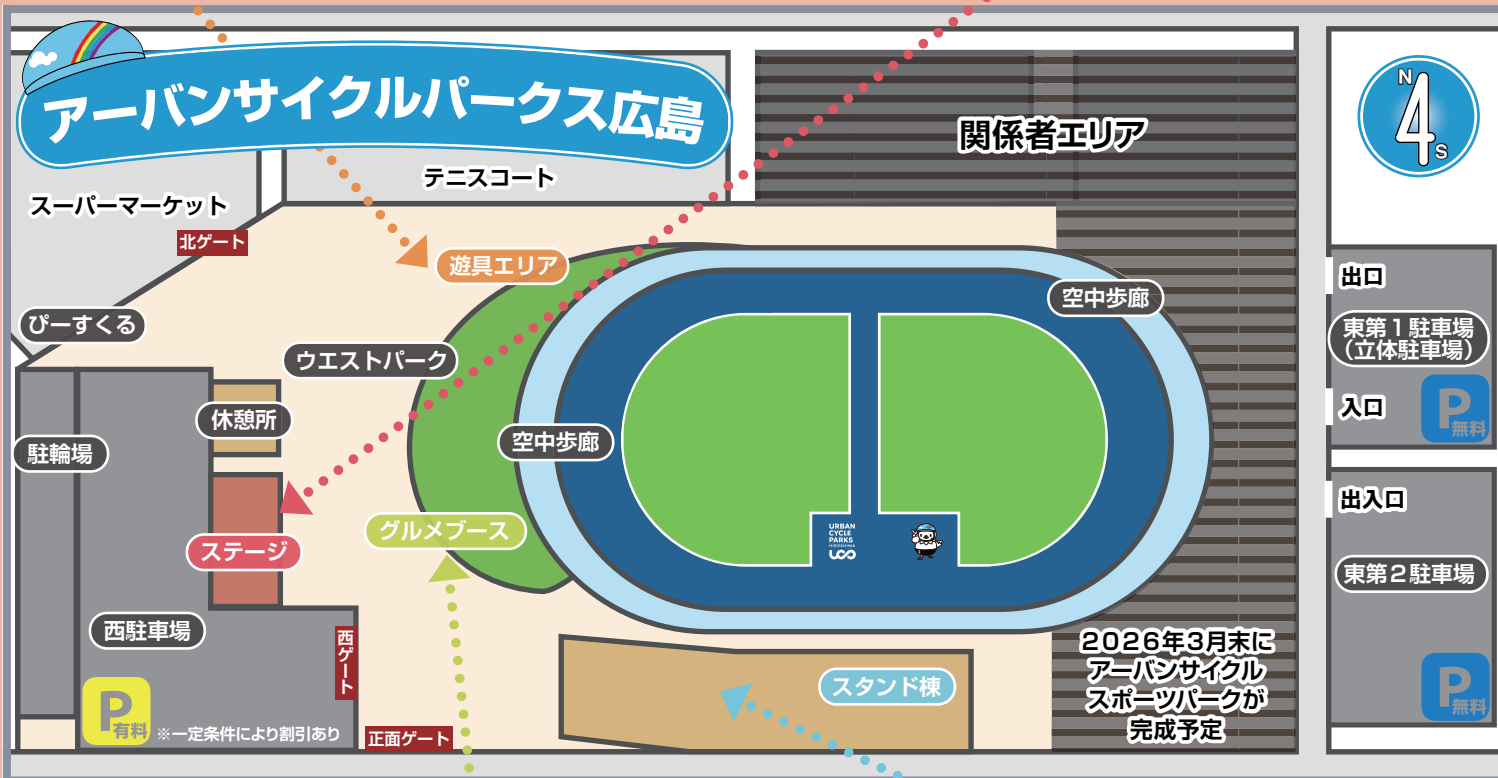 アーバンサイクルパークス広島
関係者エリア
N
4
S
テニスコート
スーパーマーケット
北ゲート
遊具エリア
空中歩廊
出口
ぴーすくる
東第1駐車場
(立体駐車場)
ウエストパーク
入口
P
無料
休憩所
空中歩廊
駐輪場
出入口
グルメブース
URBAN
CYCLE
PARKS
HIROSHIMA
ステージ
東第2駐車場
西駐車場
西ゲート
2026年3月末に
アーバンサイクル
スポーツパークが
完成予定
スタンド棟
P
無料
P
有料
※一定条件により割引あり
正面ゲート